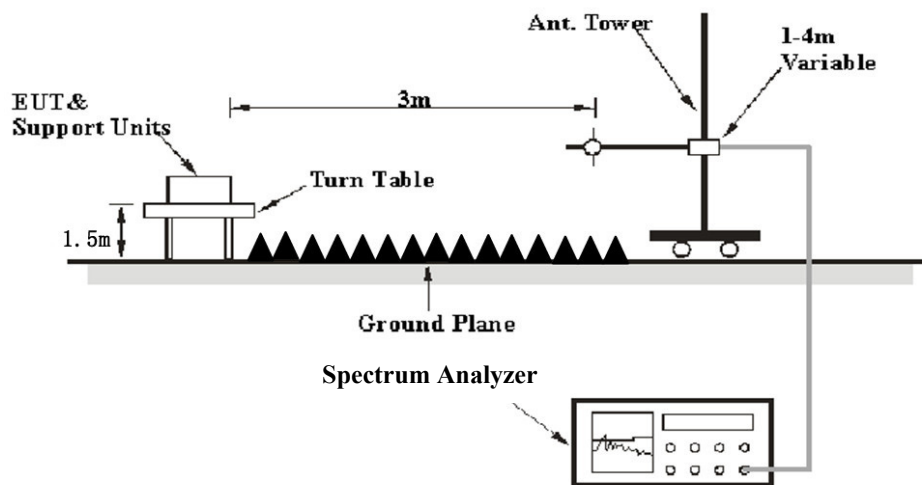 Ant. Tower
1-4m
Variable
3m
EUT&
Support Units
Turn Table
1.5m
Ground Plane
Spectrum Analyzer